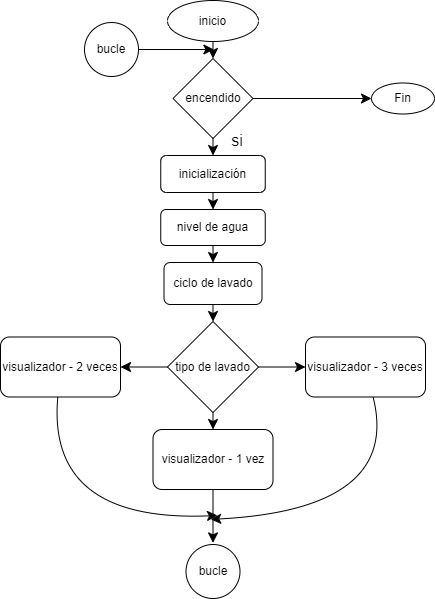 inicio
bucle
encendido
Fin
Si
inicialización
nivel de agua
ciclo de lavado
tipo de lavado
visualizador - 2 veces
visualizador - 3 veces
visualizador - 1 vez
bucle